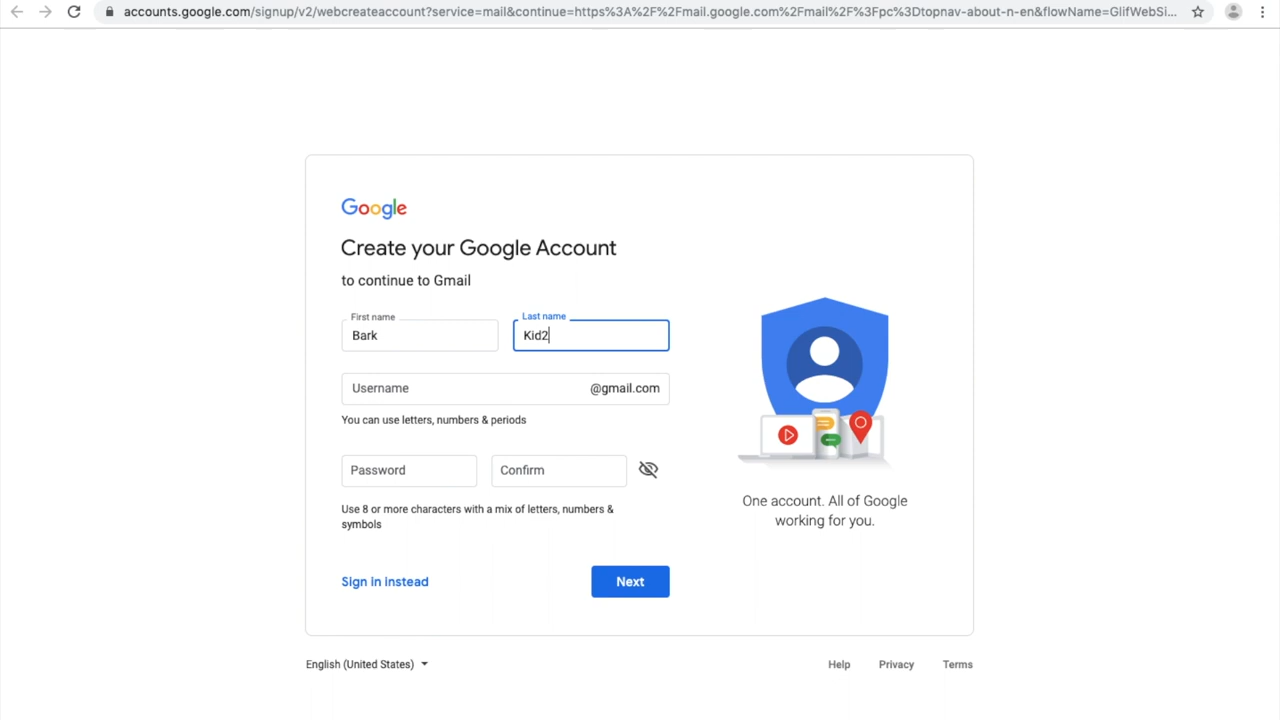 accounts.google.com/signup/v2/webcreateaccount?service=mail&continue=https%3A%2F%2Fmail.google.com%2Fmail%2F%3Fpc%3Dtopnav-about-n-en&flowName=GlifWebSi...
Google
Create your Google Account
to continue to Gmail
First name
Last name
Bark
Kid2
Username
@gmail.com
You can use letters, numbers & periods
Password
Confirm
Use 8 or more characters with a mix of letters, numbers &
symbols
One account. All of Google
working for you.
Sign in instead
Next
English (United States)
Help
Privacy
Terms